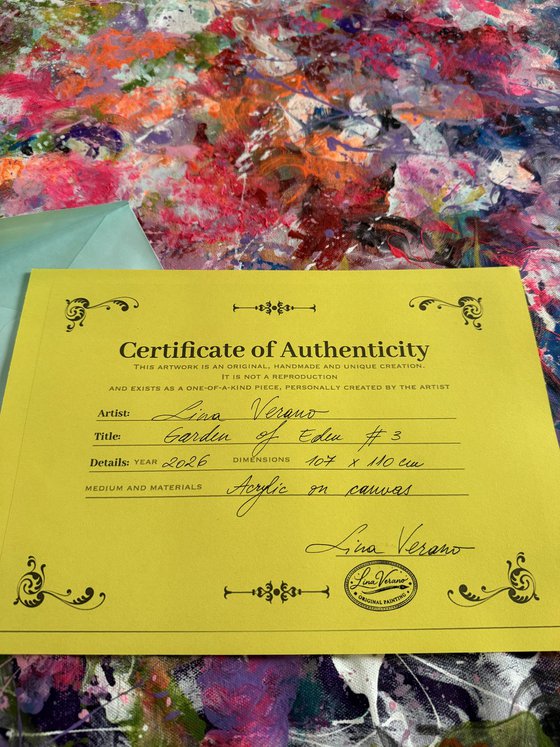 Certificate of Authenticity
THIS ARTWORK IS AN ORIGINAL, HANDMADE AND UNIQUE CREATION.
IT IS NOT A REPRODUCTION
AND EXISTS AS A ONE-OF-A-KIND PIECE, PERSONALLY CREATED BY THE ARTIST
Artist: Lina Verano
Title: Garden of Eden #3
Details: YEAR 2026 DIMENSIONS 107 x 110 cm
MEDIUM AND MATERIALS Acrylic on canvas
Lina Verano
Lina Verano
ORIGINAL PAINTING